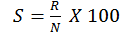 S = R/N X 100